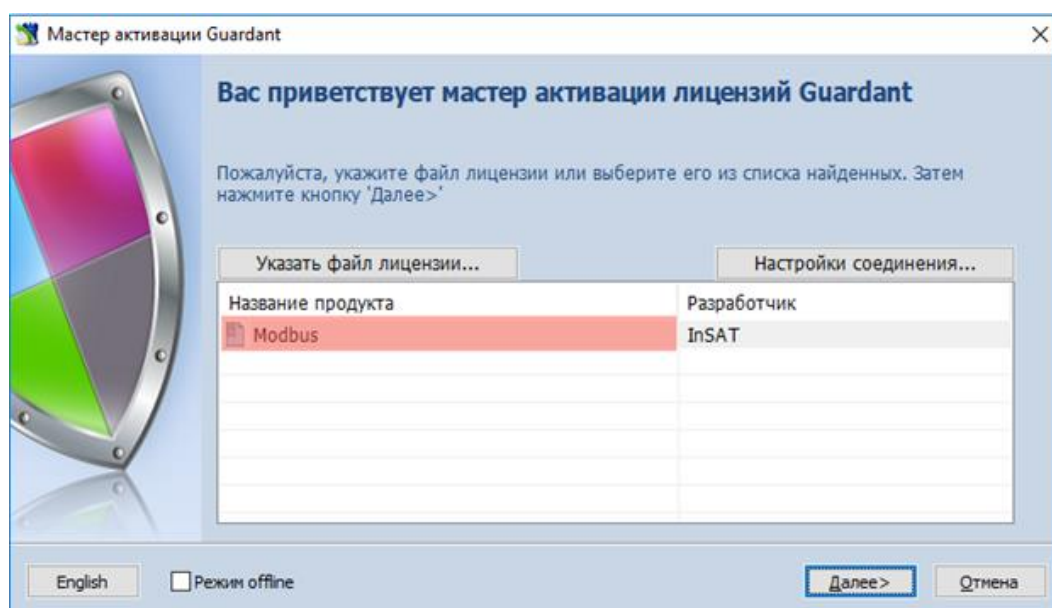 Мастер активации Guardant
Вас приветствует мастер активации лицензий Guardant
Пожалуйста, укажите файл лицензии или выберите его из списка найденных. Затем
нажмите кнопку 'Далее>'
Указать файл лицензии... Настройки соединения...
Название продукта Разработчик
Modbus InSAT
English Режим offline Далее> Отмена